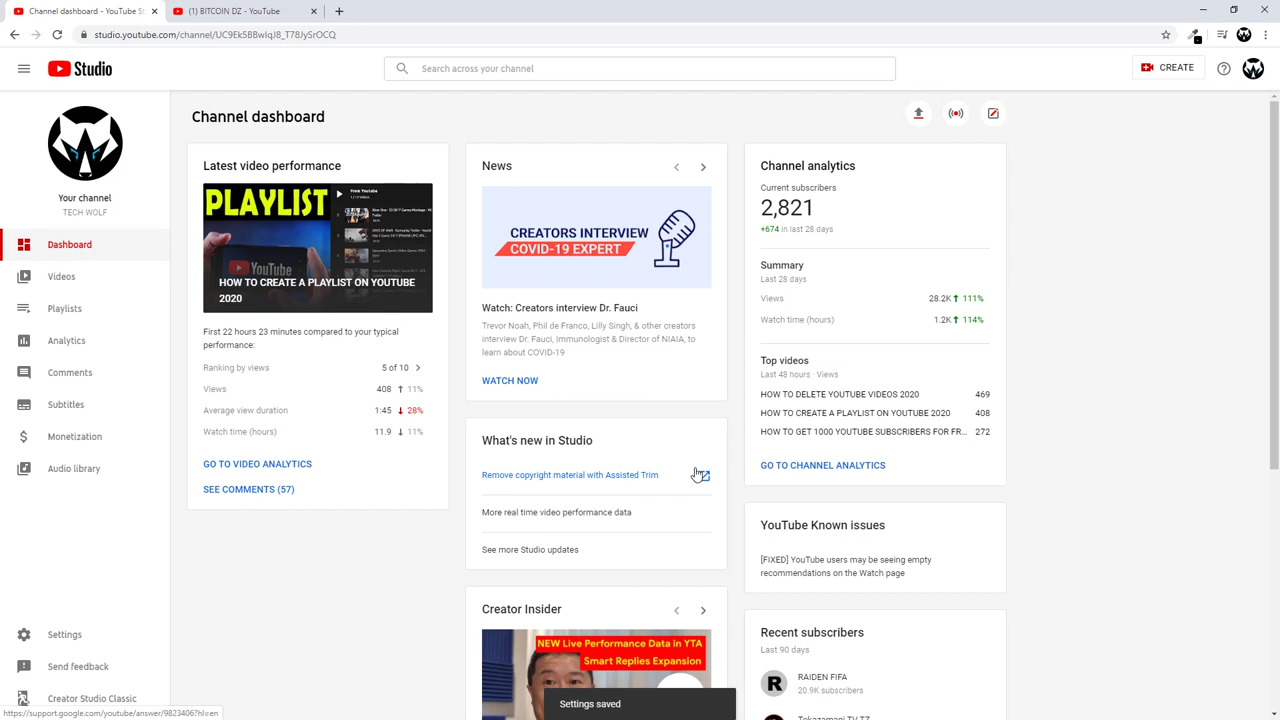 Channel dashboard - YouTube St
(1) BITCOIN DZ - YouTube
studio.youtube.com/channel/UC9Ek5BBwIqJ8_T78JySrOCQ
Studio
Search across your channel
CREATE
Channel dashboard
Your channel
TECH WOLF
Dashboard
Videos
Playlists
Analytics
Comments
Subtitles
Monetization
Audio library
Settings
Send feedback
Creator Studio Classic
https://support.google.com/youtube/answer/9823406?hl=en
Latest video performance
PLAYLIST
YouTube
HOW TO CREATE A PLAYLIST ON YOUTUBE
2020
First 22 hours 23 minutes compared to your typical
performance:
Ranking by views 5 of 10
Views 408 11%
Average view duration 1:45 28%
Watch time (hours) 11.9 11%
GO TO VIDEO ANALYTICS
SEE COMMENTS (57)
News
CREATORS INTERVIEW
COVID-19 EXPERT
Watch: Creators interview Dr. Fauci
Trevor Noah, Phil de Franco, Lilly Singh, & other creators
interview Dr. Fauci, Immunologist & Director of NIAIA, to
learn about COVID-19
WATCH NOW
What's new in Studio
Remove copyright material with Assisted Trim
More real time video performance data
See more Studio updates
Creator Insider
NEW Live Performance Data in YTA
Smart Replies Expansion
Settings saved
Channel analytics
Current subscribers
2,821
+674 in last 28 days
Summary
Last 28 days
Views 28.2K 111%
Watch time (hours) 1.2K 114%
Top videos
Last 48 hours · Views
HOW TO DELETE YOUTUBE VIDEOS 2020 469
HOW TO CREATE A PLAYLIST ON YOUTUBE 2020 408
HOW TO GET 1000 YOUTUBE SUBSCRIBERS FOR FR... 272
GO TO CHANNEL ANALYTICS
YouTube Known issues
[FIXED] YouTube users may be seeing empty
recommendations on the Watch page
Recent subscribers
Last 90 days
R
RAIDEN FIFA
20.9K subscribers